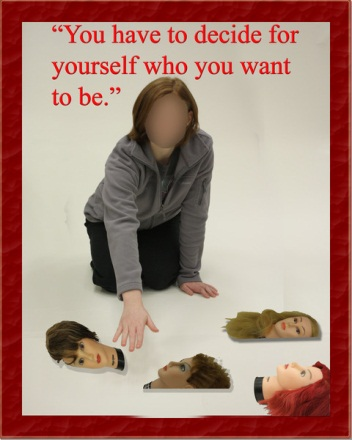 “You have to decide for
yourself who you want
to be.”